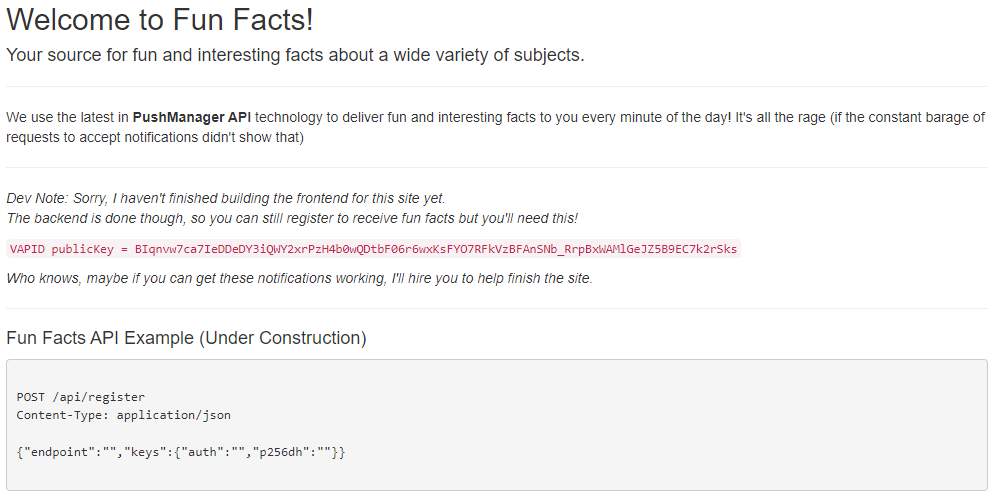 Welcome to Fun Facts!
Your source for fun and interesting facts about a wide variety of subjects.
We use the latest in PushManager API technology to deliver fun and interesting facts to you every minute of the day! It's all the rage (if the constant barage of
requests to accept notifications didn't show that)
Dev Note: Sorry, I haven't finished building the frontend for this site yet.
The backend is done though, so you can still register to receive fun facts but you'll need this!
VAPID publicKey = BIqnvw7ca7IeDDeDY3iQWY2xrPzH4b0wQDtbF06r6wxKsFYO7RFkVzBFAnSNb_RrpBxWAMlGeJZ5B9EC7k2rSks
Who knows, maybe if you can get these notifications working, I'll hire you to help finish the site.
Fun Facts API Example (Under Construction)
POST /api/register
Content-Type: application/json
{"endpoint":"","keys":{"auth":"","p256dh":""}}